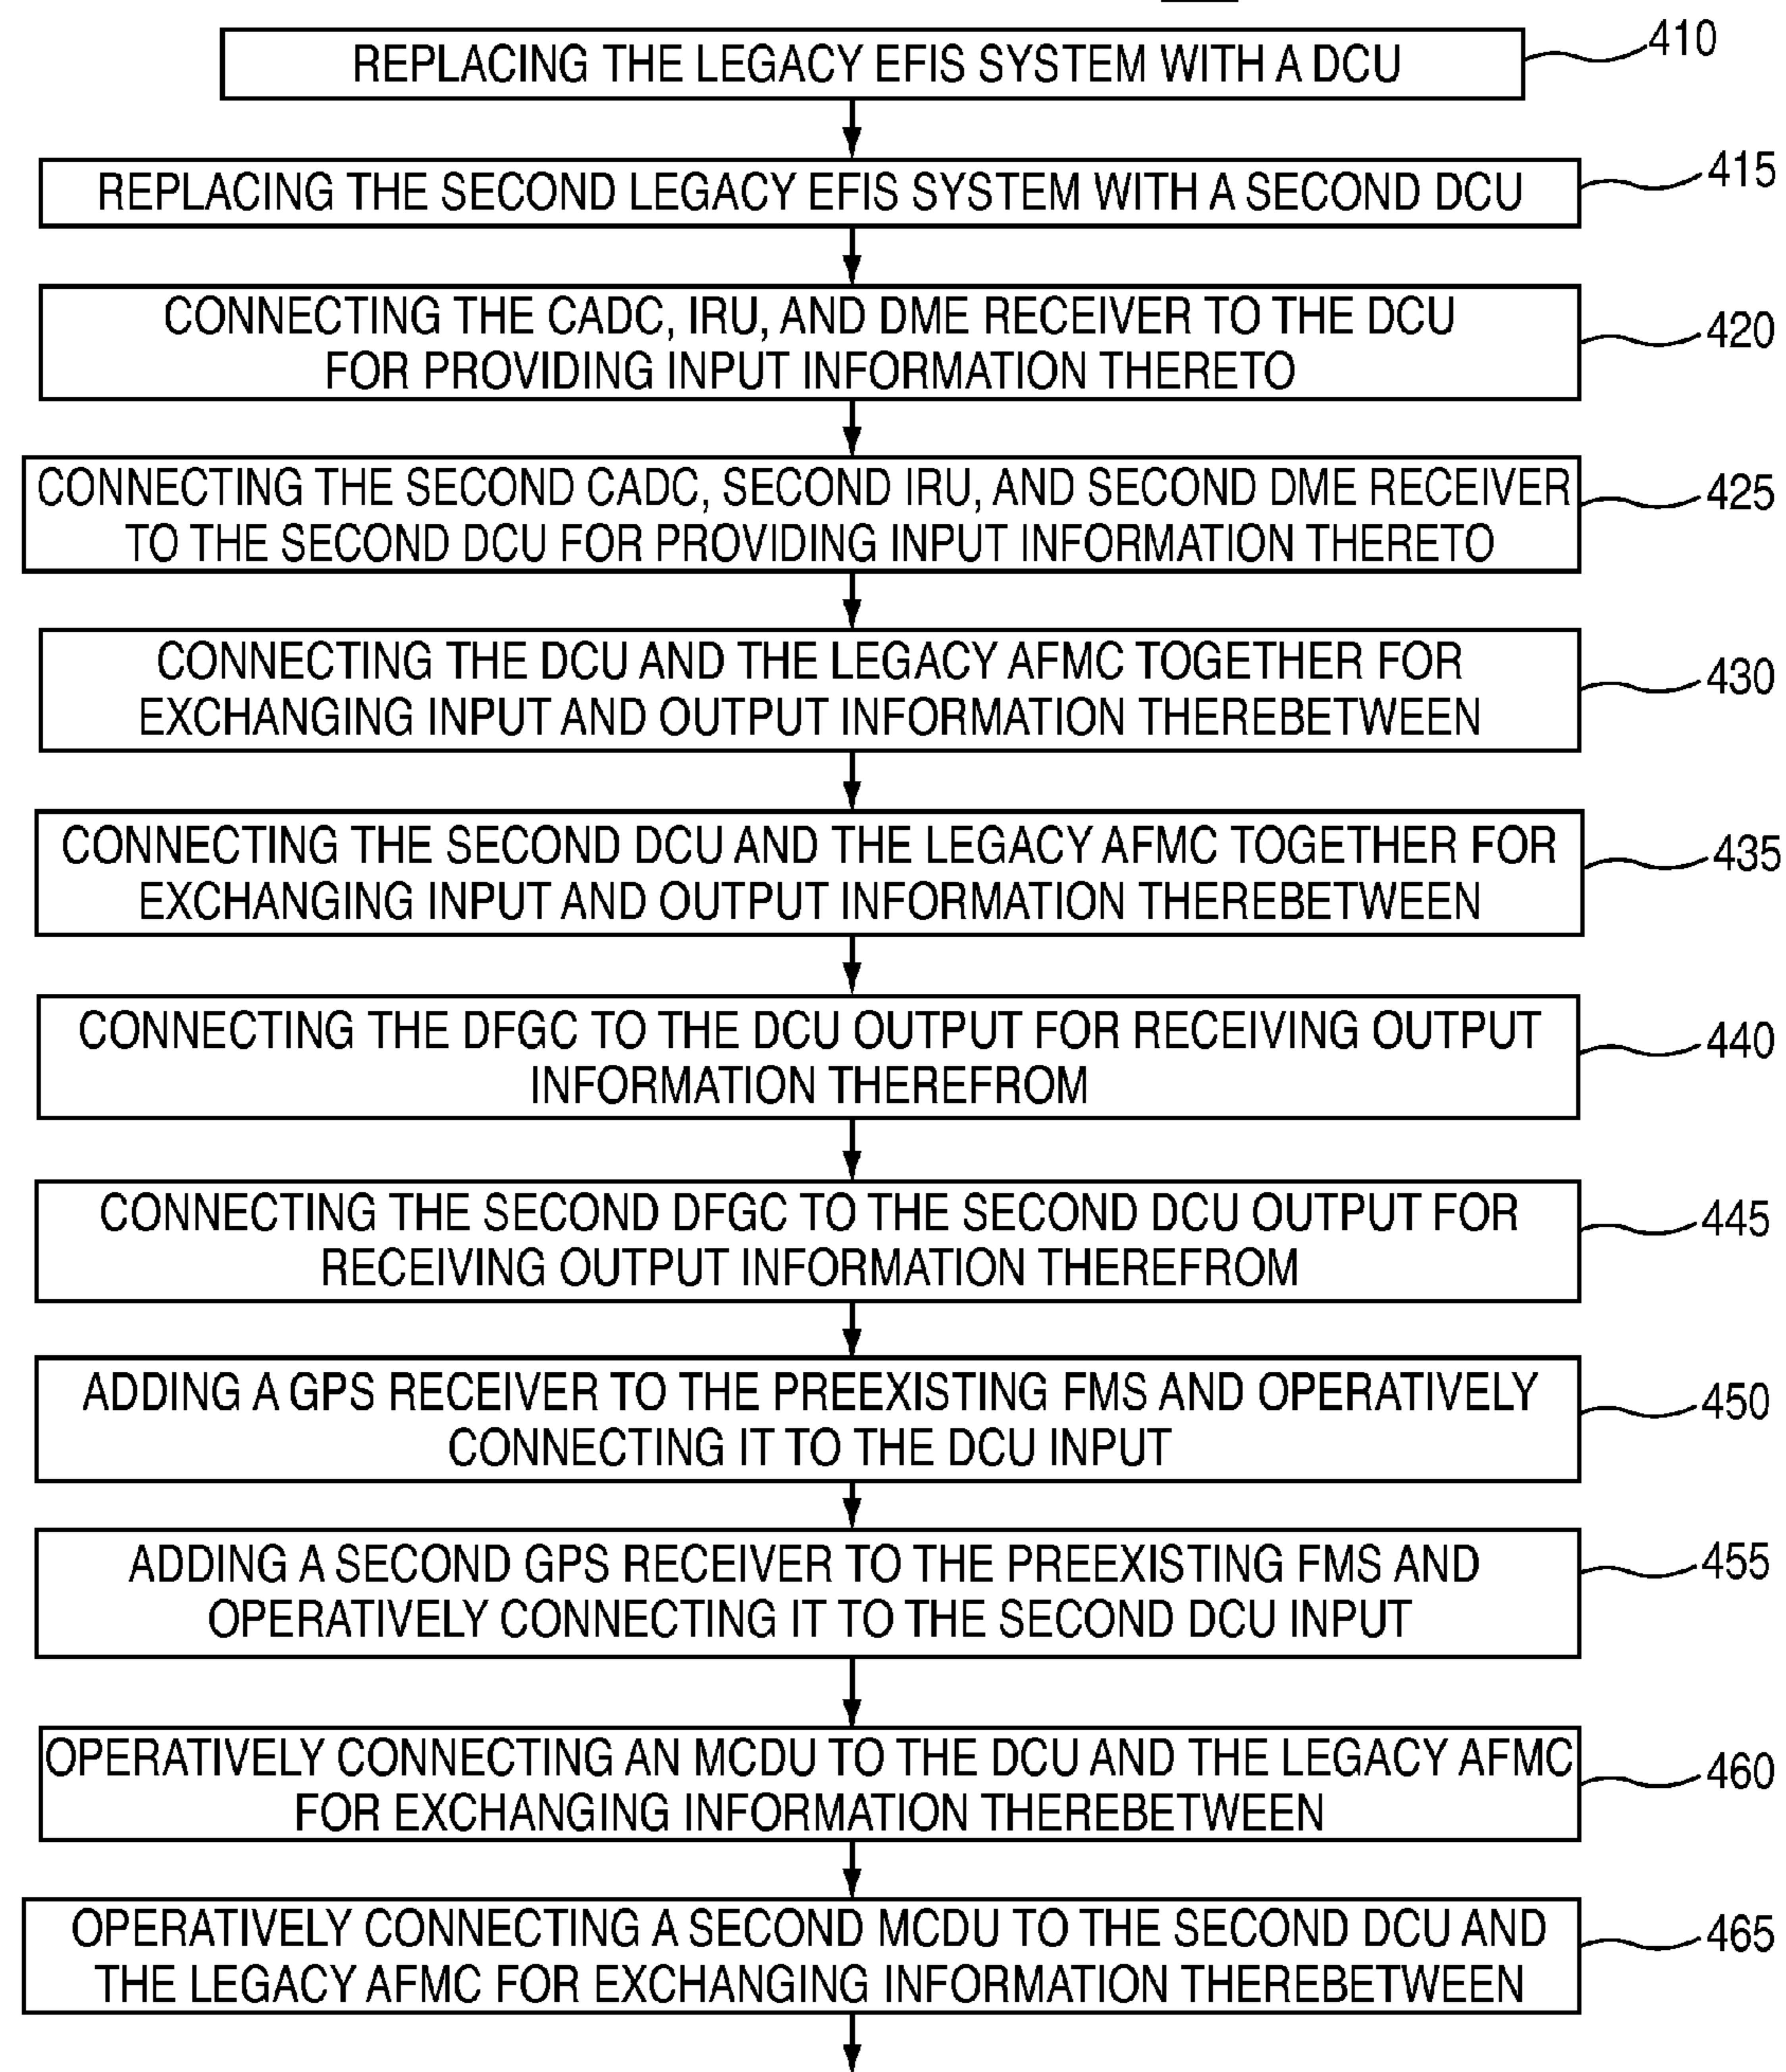 REPLACING THE LEGACY EFIS SYSTEM WITH A DCU
410
REPLACING THE SECOND LEGACY EFIS SYSTEM WITH A SECOND DCU
415
CONNECTING THE CADC, IRU, AND DME RECEIVER TO THE DCU
FOR PROVIDING INPUT INFORMATION THERETO
420
CONNECTING THE SECOND CADC, SECOND IRU, AND SECOND DME RECEIVER
TO THE SECOND DCU FOR PROVIDING INPUT INFORMATION THERETO
425
CONNECTING THE DCU AND THE LEGACY AFMC TOGETHER FOR
EXCHANGING INPUT AND OUTPUT INFORMATION THEREBETWEEN
430
CONNECTING THE SECOND DCU AND THE LEGACY AFMC TOGETHER FOR
EXCHANGING INPUT AND OUTPUT INFORMATION THEREBETWEEN
435
CONNECTING THE DFGC TO THE DCU OUTPUT FOR RECEIVING OUTPUT
INFORMATION THEREFROM
440
CONNECTING THE SECOND DFGC TO THE SECOND DCU OUTPUT FOR
RECEIVING OUTPUT INFORMATION THEREFROM
445
ADDING A GPS RECEIVER TO THE PREEXISTING FMS AND OPERATIVELY
CONNECTING IT TO THE DCU INPUT
450
ADDING A SECOND GPS RECEIVER TO THE PREEXISTING FMS AND
OPERATIVELY CONNECTING IT TO THE SECOND DCU INPUT
455
OPERATIVELY CONNECTING AN MCDU TO THE DCU AND THE LEGACY AFMC
FOR EXCHANGING INFORMATION THEREBETWEEN
460
OPERATIVELY CONNECTING A SECOND MCDU TO THE SECOND DCU AND
THE LEGACY AFMC FOR EXCHANGING INFORMATION THEREBETWEEN
465